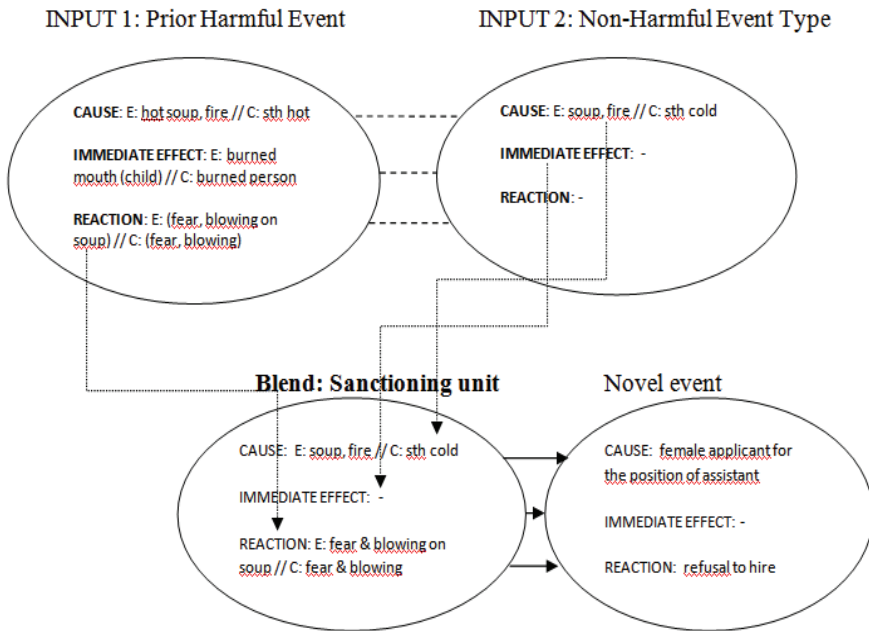 INPUT 1: Prior Harmful Event
INPUT 2: Non-Harmful Event Type
CAUSE: E: hot soup, fire // C: sth hot
IMMEDIATE EFFECT: E: burned
mouth (child) // C: burned person
REACTION: E: (fear, blowing on
soup) // C: (fear, blowing)
CAUSE: E: soup, fire // C: sth cold
IMMEDIATE EFFECT: -
REACTION: -
Blend: Sanctioning unit
Novel event
CAUSE: E: soup, fire // C: sth cold
IMMEDIATE EFFECT: -
REACTION: E: fear & blowing on
soup // C: fear & blowing
CAUSE: female applicant for
the position of assistant
IMMEDIATE EFFECT: -
REACTION: refusal to hire